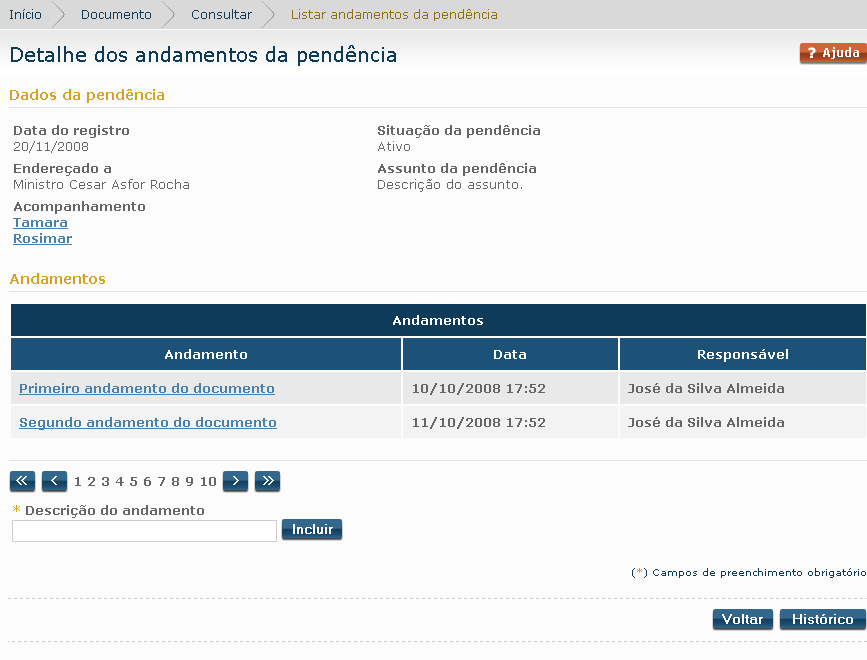 Início Documento Consultar Listar andamentos da pendência
Detalhe dos andamentos da pendência
? Ajuda
Dados da pendência
Data do registro Situação da pendência
20/11/2008 Ativo
Endereçado a Assunto da pendência
Ministro Cesar Asfor Rocha Descrição do assunto.
Acompanhamento
Tamara
Rosimar
Andamentos
Andamentos
Andamento Data Responsável
Primeiro andamento do documento 10/10/2008 17:52 José da Silva Almeida
Segundo andamento do documento 11/10/2008 17:52 José da Silva Almeida
« < 1 2 3 4 5 6 7 8 9 10 > »
* Descrição do andamento
Incluir
(*) Campos de preenchimento obrigatório
Voltar Histórico